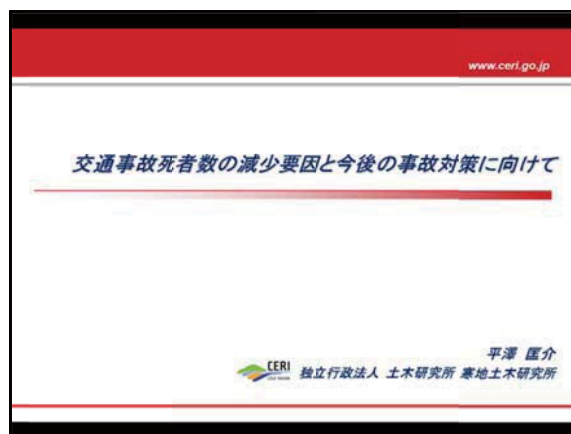 www.ceri.go.jp
交通事故死者数の減少要因と今後の事故対策に向けて
平澤 匡介
CERI
独立行政法人 土木研究所 寒地土木研究所